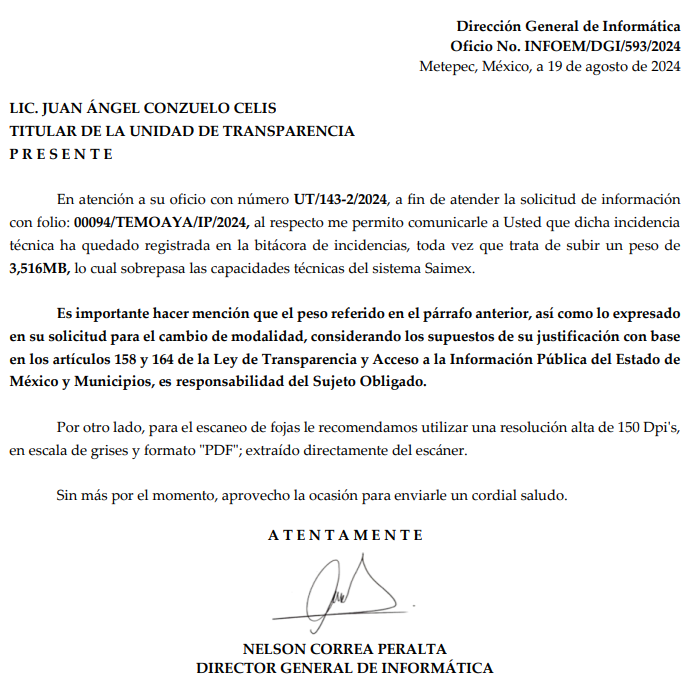 Dirección General de Informática
Oficio No. INFOEM/DGI/593/2024
Metepec, México, a 19 de agosto de 2024
LIC. JUAN ÁNGEL CONZUELO CELIS
TITULAR DE LA UNIDAD DE TRANSPARENCIA
P R E S E N T E
En atención a su oficio con número UT/143-2/2024, a fin de atender la solicitud de información
con folio: 00094/TEMOAYA/IP/2024, al respecto me permito comunicarle a Usted que dicha incidencia
técnica ha quedado registrada en la bitácora de incidencias, toda vez que trata de subir un peso de
3,516MB, lo cual sobrepasa las capacidades técnicas del sistema Saimex.
Es importante hacer mención que el peso referido en el párrafo anterior, así como lo expresado
en su solicitud para el cambio de modalidad, considerando los supuestos de su justificación con base
en los artículos 158 y 164 de la Ley de Transparencia y Acceso a la Información Pública del Estado de
México y Municipios, es responsabilidad del Sujeto Obligado.
Por otro lado, para el escaneo de fojas le recomendamos utilizar una resolución alta de 150 Dpi's,
en escala de grises y formato "PDF"; extraído directamente del escáner.
Sin más por el momento, aprovecho la ocasión para enviarle un cordial saludo.
A T E N T A M E N T E
NELSON CORREA PERALTA
DIRECTOR GENERAL DE INFORMÁTICA